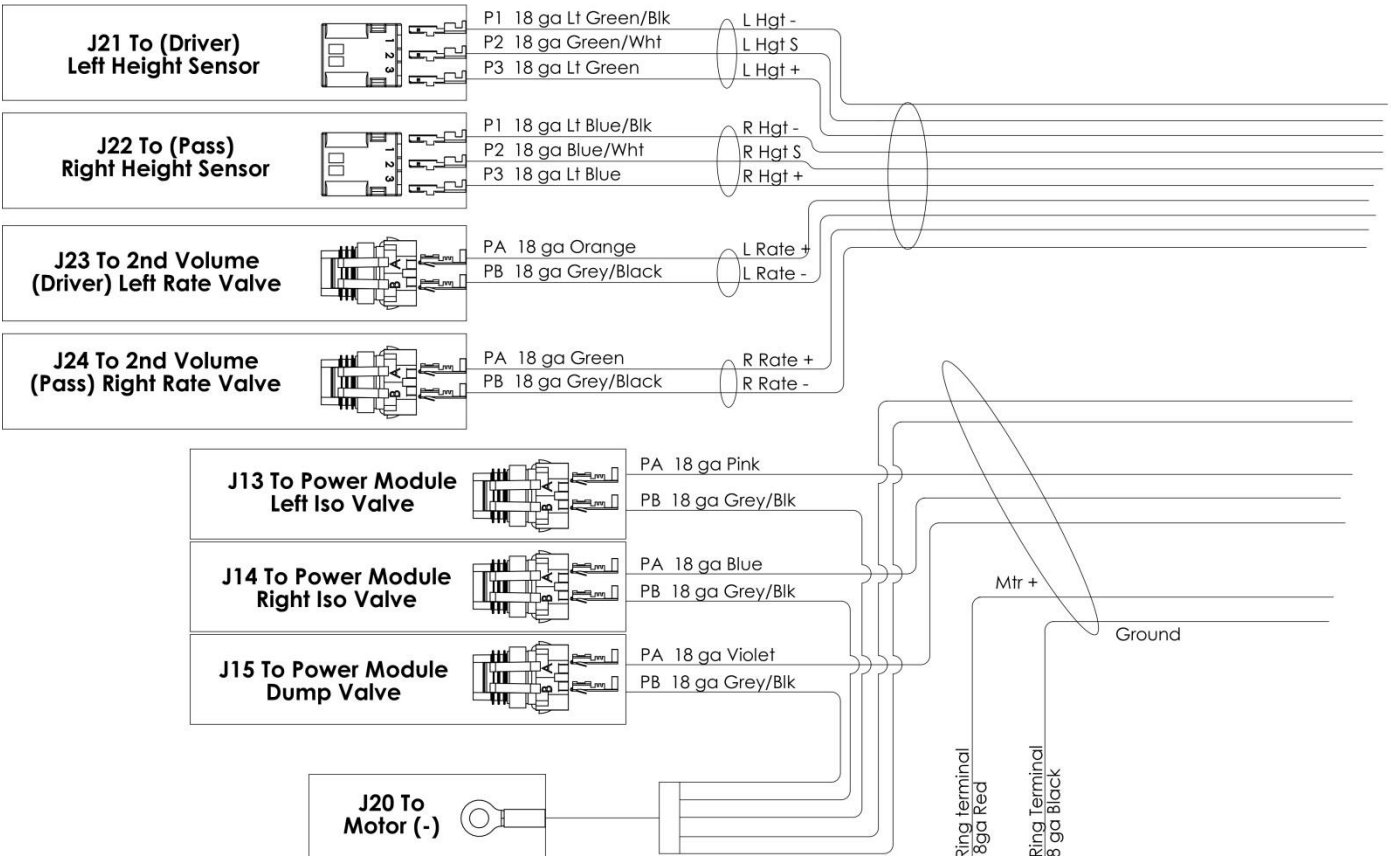 J21 To (Driver)
Left Height Sensor
1
2
3
P1 18 ga Lt Green/Blk
P2 18 ga Green/Wht
P3 18 ga Lt Green
L Hgt -
L Hgt S
L Hgt +
J22 To (Pass)
Right Height Sensor
1
2
3
P1 18 ga Lt Blue/Blk
P2 18 ga Blue/Wht
P3 18 ga Lt Blue
R Hgt -
R Hgt S
R Hgt +
J23 To 2nd Volume
(Driver) Left Rate Valve
A
B
PA 18 ga Orange
PB 18 ga Grey/Black
L Rate +
L Rate -
J24 To 2nd Volume
(Pass) Right Rate Valve
A
B
PA 18 ga Green
PB 18 ga Grey/Black
R Rate +
R Rate -
J13 To Power Module
Left Iso Valve
A
B
PA 18 ga Pink
PB 18 ga Grey/Blk
J14 To Power Module
Right Iso Valve
A
B
PA 18 ga Blue
PB 18 ga Grey/Blk
J15 To Power Module
Dump Valve
A
B
PA 18 ga Violet
PB 18 ga Grey/Blk
Mtr +
Ground
J20 To
Motor (-)
Ring terminal
8ga Red
Ring Terminal
8 ga Black